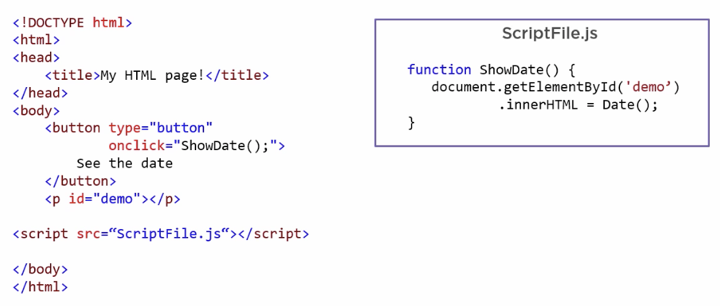 <!DOCTYPE html>
<html>
<head>
    <title>My HTML page!</title>
</head>
<body>
    <button type="button"
            onclick="ShowDate();">
        See the date
    </button>
    <p id="demo"></p>
<script src=“ScriptFile.js“></script>
</body>
</html>
ScriptFile.js
function ShowDate() {
   document.getElementById('demo’)
           .innerHTML = Date();
}